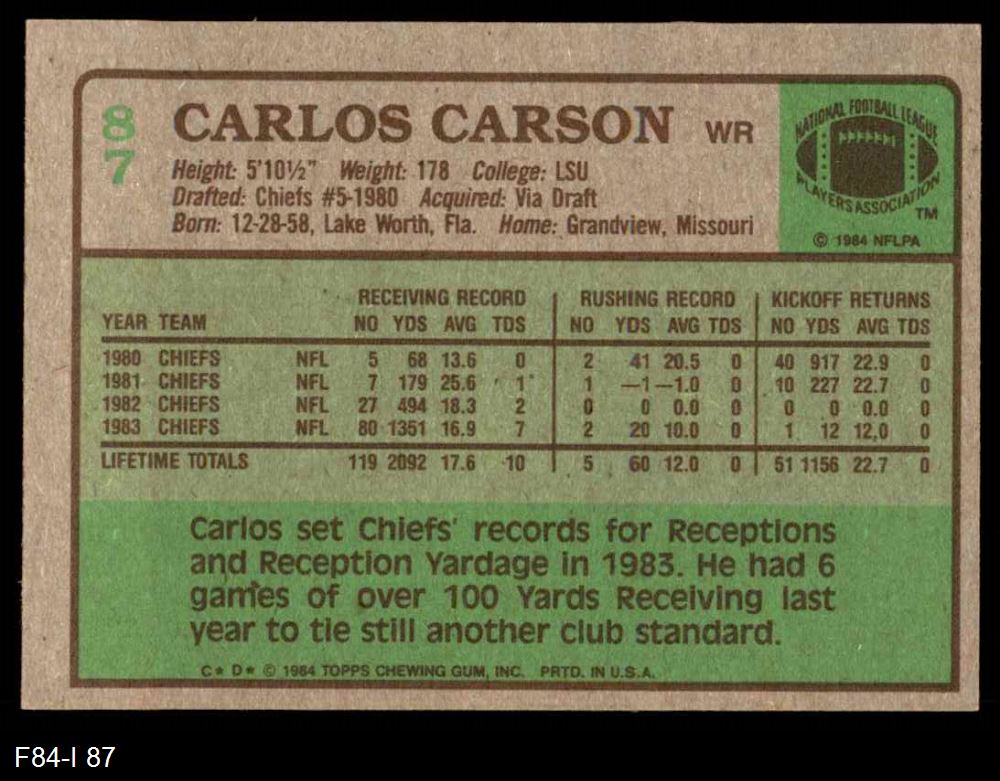 87
CARLOS CARSON WR
Height: 5'10½" Weight: 178 College: LSU
Drafted: Chiefs #5-1980 Acquired: Via Draft
Born: 12-28-58, Lake Worth, Fla. Home: Grandview, Missouri
NATIONAL FOOTBALL LEAGUE
PLAYERS ASSOCIATION
TM
© 1984 NFLPA
RECEIVING RECORD RUSHING RECORD KICKOFF RETURNS
YEAR TEAM NO YDS AVG TDS NO YDS AVG TDS NO YDS AVG TDS
1980 CHIEFS NFL 5 68 13.6 0 2 41 20.5 0 40 917 22.9 0
1981 CHIEFS NFL 7 179 25.6 1 1 —1 —1.0 0 10 227 22.7 0
1982 CHIEFS NFL 27 494 18.3 2 0 0 0.0 0 0 0 0.0 0
1983 CHIEFS NFL 80 1351 16.9 7 2 20 10.0 0 1 12 12.0 0
LIFETIME TOTALS 119 2092 17.6 10 5 60 12.0 0 51 1156 22.7 0
Carlos set Chiefs' records for Receptions
and Reception Yardage in 1983. He had 6
games of over 100 Yards Receiving last
year to tie still another club standard.
C* D* © 1984 TOPPS CHEWING GUM, INC. PRTD. IN U.S.A.
F84-I 87